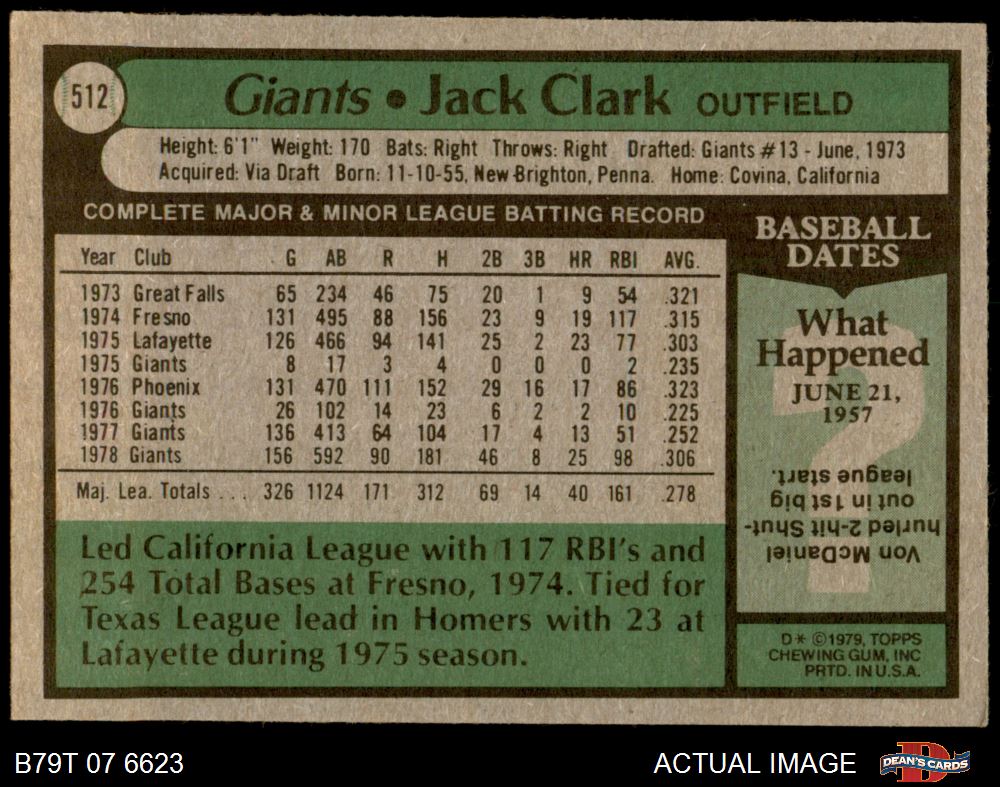 512
Giants • Jack Clark OUTFIELD
Height: 6'1" Weight: 170 Bats: Right Throws: Right Drafted: Giants #13 - June, 1973
Acquired: Via Draft Born: 11-10-55, New Brighton, Penna. Home: Covina, California
COMPLETE MAJOR & MINOR LEAGUE BATTING RECORD
Year Club G AB R H 2B 3B HR RBI AVG.
1973 Great Falls 65 234 46 75 20 1 9 54 .321
1974 Fresno 131 495 88 156 23 9 19 117 .315
1975 Lafayette 126 466 94 141 25 2 23 77 .303
1975 Giants 8 17 3 4 0 0 0 2 .235
1976 Phoenix 131 470 111 152 29 16 17 86 .323
1976 Giants 26 102 14 23 6 2 2 10 .225
1977 Giants 136 413 64 104 17 4 13 51 .252
1978 Giants 156 592 90 181 46 8 25 98 .306
Maj. Lea. Totals ... 326 1124 171 312 69 14 40 161 .278
Led California League with 117 RBI's and
254 Total Bases at Fresno, 1974. Tied for
Texas League lead in Homers with 23 at
Lafayette during 1975 season.
BASEBALL
DATES
What
Happened
JUNE 21,
1957
Von McDaniel
hurled 2-hit Shut-
out in 1st big
league start.
D* ©1979, TOPPS
CHEWING GUM, INC
PRTD. IN U.S.A.
B79T 07 6623
ACTUAL IMAGE
D
DEAN'S CARDS